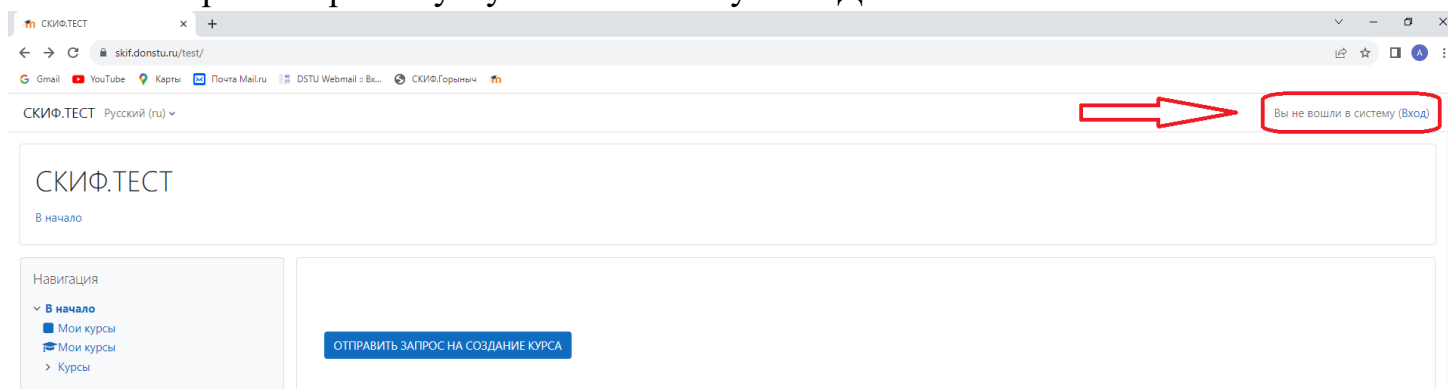 СКИФ.ТЕСТ
skif.donstu.ru/test/
Gmail YouTube Карты Почта Mail.ru DSTU Webmail :: Вх... СКИФ.Горыныч
СКИФ.ТЕСТ Русский (ru)
Вы не вошли в систему (Вход)
СКИФ.ТЕСТ
В начало
Навигация
В начало
Мои курсы
Мои курсы
Курсы
ОТПРАВИТЬ ЗАПРОС НА СОЗДАНИЕ КУРСА